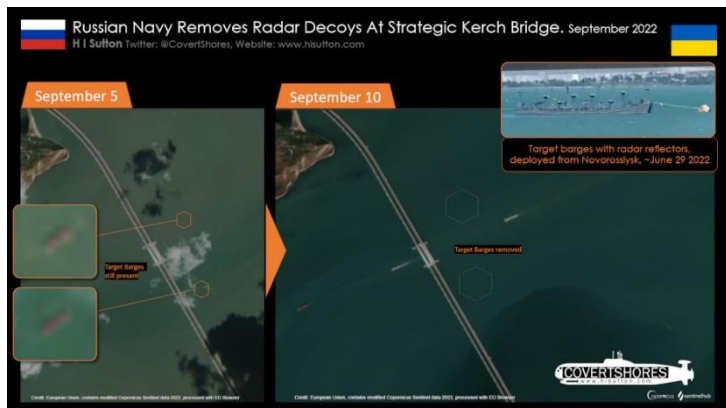 Russian Navy Removes Radar Decoys At Strategic Kerch Bridge. September 2022
H I Sutton Twitter: @CovertShores, Website: www.hisutton.com
September 5
September 10
Target barges with radar reflectors,
deployed from Novorossiysk, ~June 29 2022
Target Barges
still present
Target Barges removed
COVERTSHORES
www.hisutton.com
Credit: European Union, contains modified Copernicus Sentinel data 2022, processed with EO Browser
Credit: European Union, contains modified Copernicus Sentinel data 2022, processed with EO Browser
sentinelhub